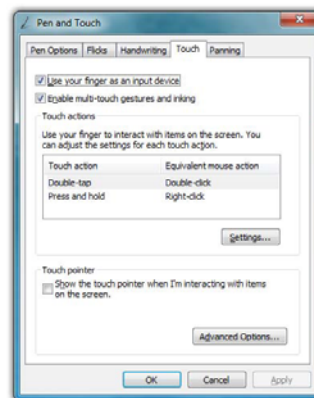 Pen and Touch
Pen Options Flicks Handwriting Touch Panning
Use your finger as an input device
Enable multi-touch gestures and inking
Touch actions
Use your finger to interact with items on the screen. You
can adjust the settings for each touch action.
Touch action Equivalent mouse action
Double-tap Double-click
Press and hold Right-click
Settings...
Touch pointer
Show the touch pointer when I'm interacting with items
on the screen.
Advanced Options...
OK Cancel Apply